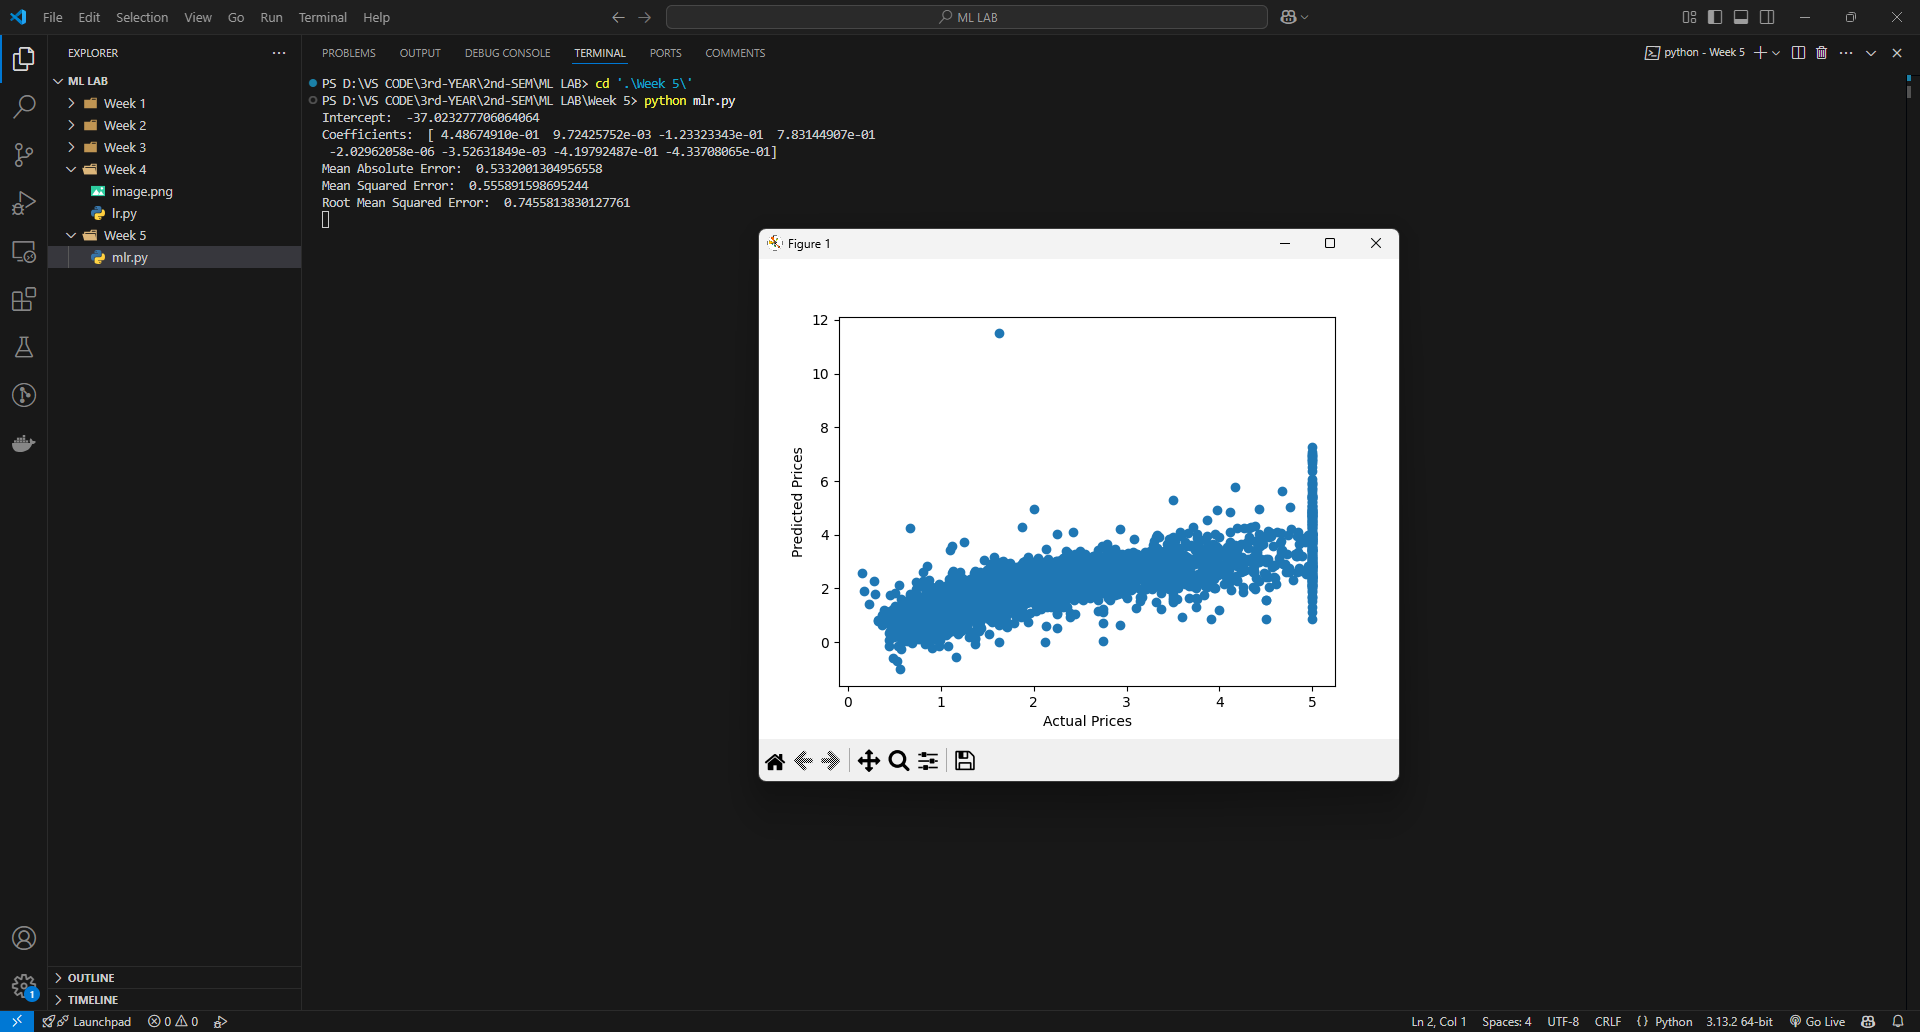 File Edit Selection View Go Run Terminal Help
ML LAB
EXPLORER
PROBLEMS OUTPUT DEBUG CONSOLE TERMINAL PORTS COMMENTS
python - Week 5
ML LAB
Week 1
Week 2
Week 3
Week 4
image.png
lr.py
Week 5
mlr.py
PS D:\VS CODE\3rd-YEAR\2nd-SEM\ML LAB> cd '.\Week 5\'
PS D:\VS CODE\3rd-YEAR\2nd-SEM\ML LAB\Week 5> python mlr.py
Intercept:  -37.023277706064064
Coefficients:  [ 4.48674910e-01  9.72425752e-03 -1.23323343e-01  7.83144907e-01
-2.02962058e-06 -3.52631849e-03 -4.19792487e-01 -4.33708065e-01]
Mean Absolute Error:  0.5332001304956558
Mean Squared Error:  0.555891598695244
Root Mean Squared Error:  0.7455813830127761
Figure 1
12
10
8
6
4
2
0
Predicted Prices
0 1 2 3 4 5
Actual Prices
OUTLINE
TIMELINE
1
Launchpad 0 0
Ln 2, Col 1 Spaces: 4 UTF-8 CRLF {} Python 3.13.2 64-bit Go Live